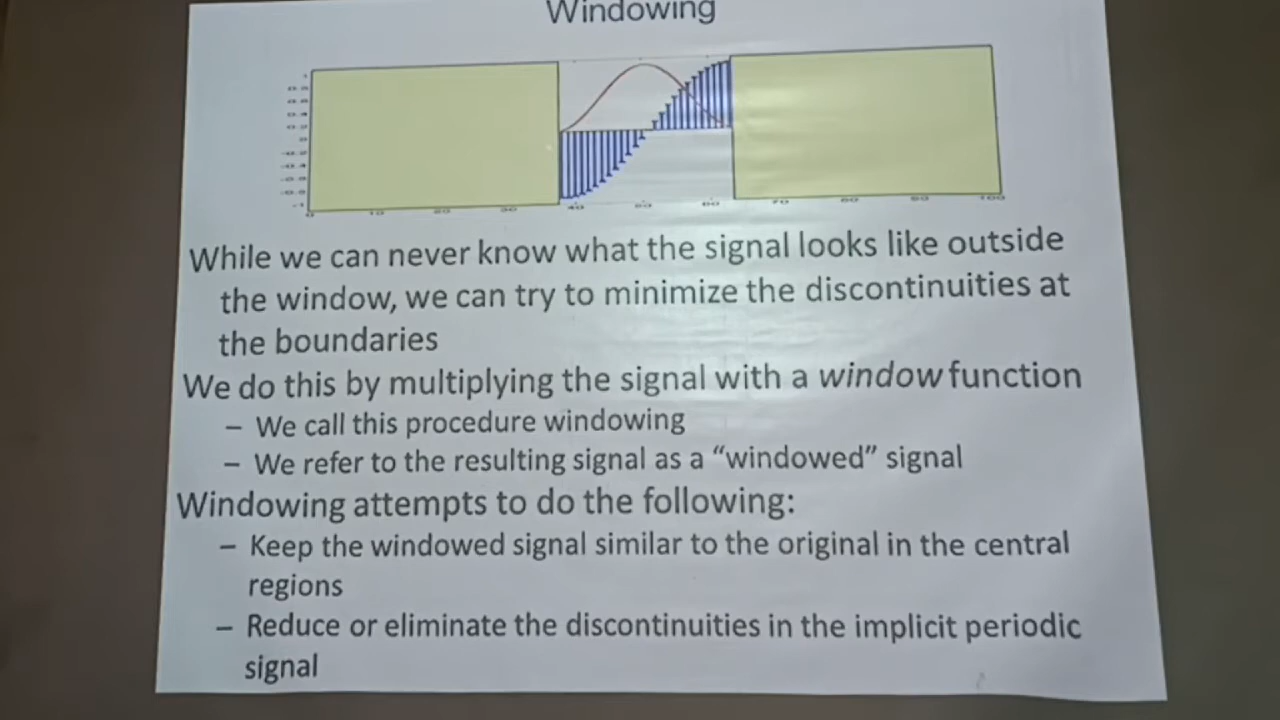 Windowing
While we can never know what the signal looks like outside
the window, we can try to minimize the discontinuities at
the boundaries
We do this by multiplying the signal with a window function
– We call this procedure windowing
– We refer to the resulting signal as a “windowed” signal
Windowing attempts to do the following:
– Keep the windowed signal similar to the original in the central
regions
– Reduce or eliminate the discontinuities in the implicit periodic
signal